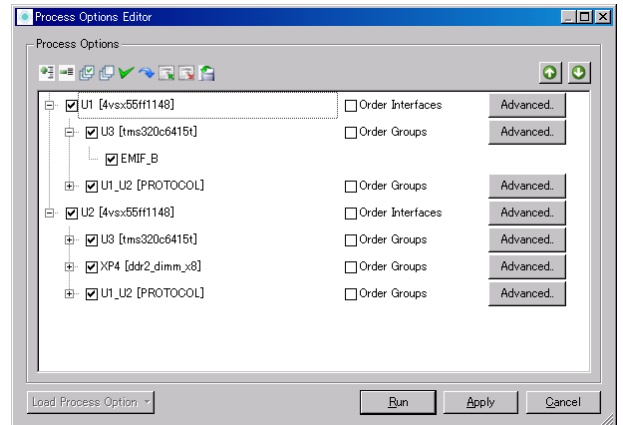 Process Options Editor
Process Options
U1 [4vsx55ff1148] Order Interfaces Advanced..
U3 [tms320c6415t] Order Groups Advanced..
EMIF_B
U1_U2 [PROTOCOL] Order Groups Advanced..
U2 [4vsx55ff1148] Order Interfaces Advanced..
U3 [tms320c6415t] Order Groups Advanced..
XP4 [ddr2_dimm_x8] Order Groups Advanced..
U1_U2 [PROTOCOL] Order Groups Advanced..
Load Process Option Run Apply Cancel